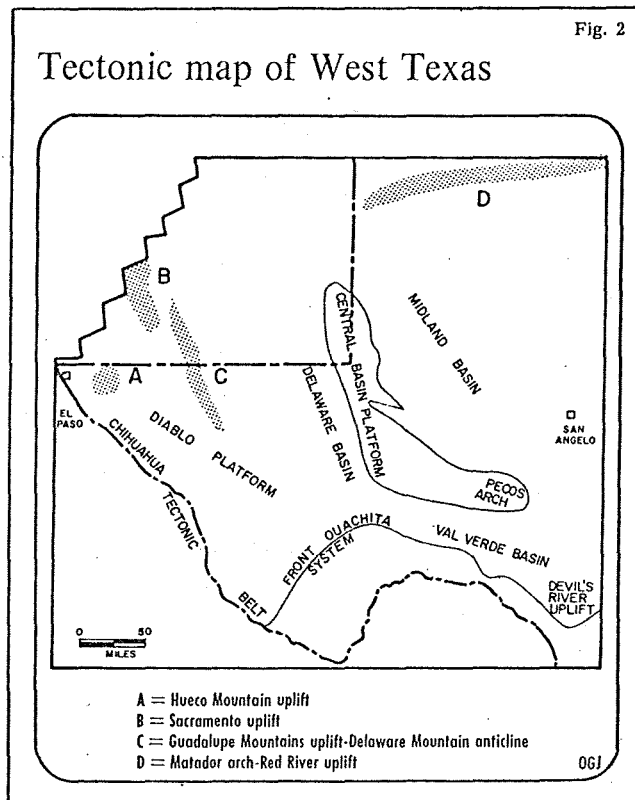 Fig. 2
Tectonic map of West Texas
D
B
CENTRAL BASIN PLATFORM
MIDLAND BASIN
A
C
EL
PASO
DELAWARE BASIN
DIABLO PLATFORM
SAN
ANGELO
CHIHUAHUA TECTONIC BELT
PECOS
ARCH
FRONT OUACHITA
SYSTEM
VAL VERDE BASIN
DEVIL'S
RIVER
UPLIFT
0 50
MILES
A = Hueco Mountain uplift
B = Sacramento uplift
C = Guadalupe Mountains uplift-Delaware Mountain anticline
D = Matador arch-Red River uplift
OGJ